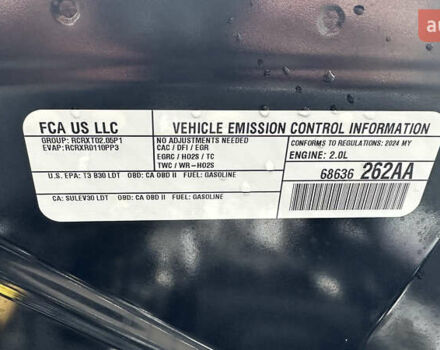 auto
FCA US LLC
VEHICLE EMISSION CONTROL INFORMATION
GROUP: RCRXT02.05P1
EVAP: RCRXR0110PP3
NO ADJUSTMENTS NEEDED
CAC / DFI / EGR
EGRC / HO2S / TC
TWC / WR-HO2S
CONFORMS TO REGULATIONS: 2024 MY
ENGINE: 2.0L
U.S. EPA: T3 B30 LDT OBD: CA OBD II FUEL: GASOLINE
68636 262AA
CA: SULEV30 LDT OBD: CA OBD II FUEL: GASOLINE